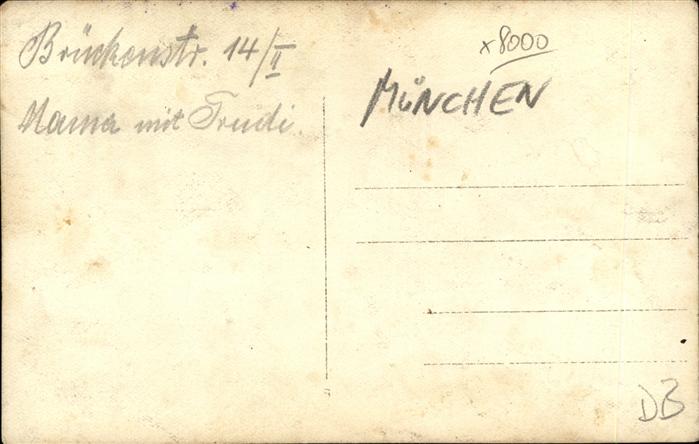 Brückenstr. 14/II
Mama mit Trudi.
x8000
MÜNCHEN
DB